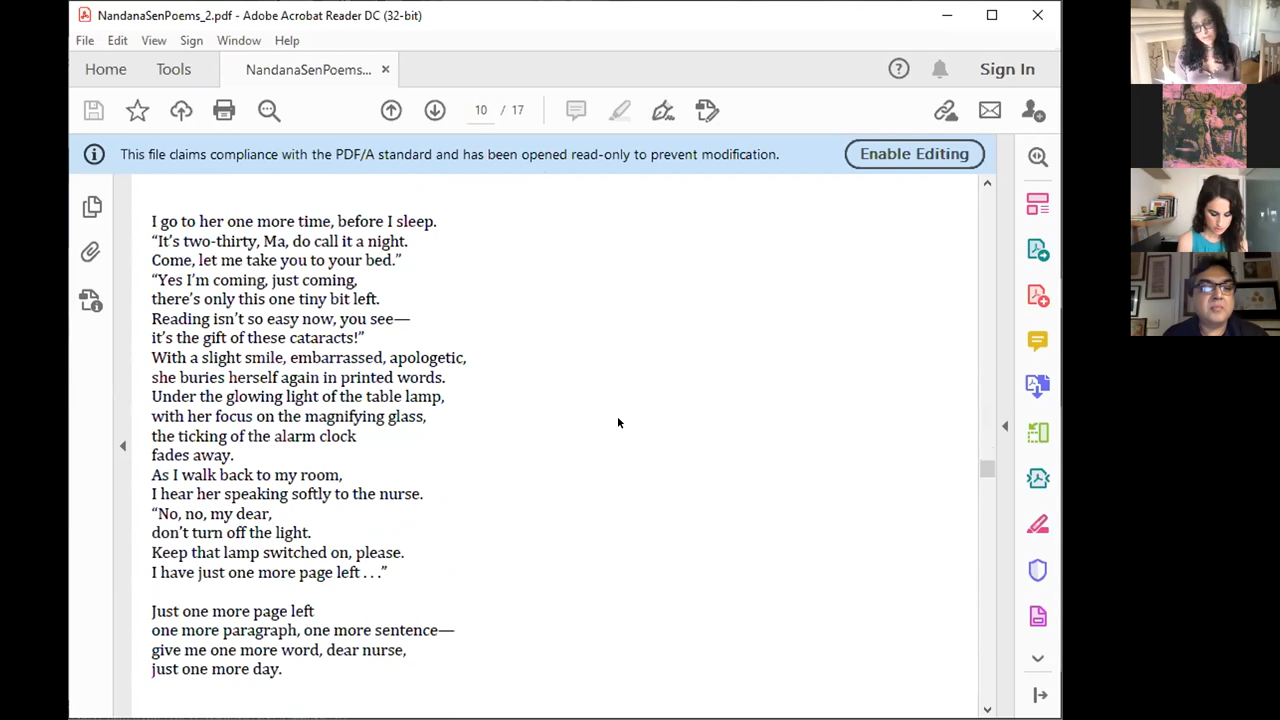 NandanaSenPoems_2.pdf - Adobe Acrobat Reader DC (32-bit)
File Edit View Sign Window Help
Home Tools NandanaSenPoems... × Sign In
10 / 17
This file claims compliance with the PDF/A standard and has been opened read-only to prevent modification. Enable Editing
I go to her one more time, before I sleep.
“It’s two-thirty, Ma, do call it a night.
Come, let me take you to your bed.”
“Yes I’m coming, just coming,
there’s only this one tiny bit left.
Reading isn’t so easy now, you see—
it’s the gift of these cataracts!”
With a slight smile, embarrassed, apologetic,
she buries herself again in printed words.
Under the glowing light of the table lamp,
with her focus on the magnifying glass,
the ticking of the alarm clock
fades away.
As I walk back to my room,
I hear her speaking softly to the nurse.
“No, no, my dear,
don’t turn off the light.
Keep that lamp switched on, please.
I have just one more page left . . .”
Just one more page left
one more paragraph, one more sentence—
give me one more word, dear nurse,
just one more day.